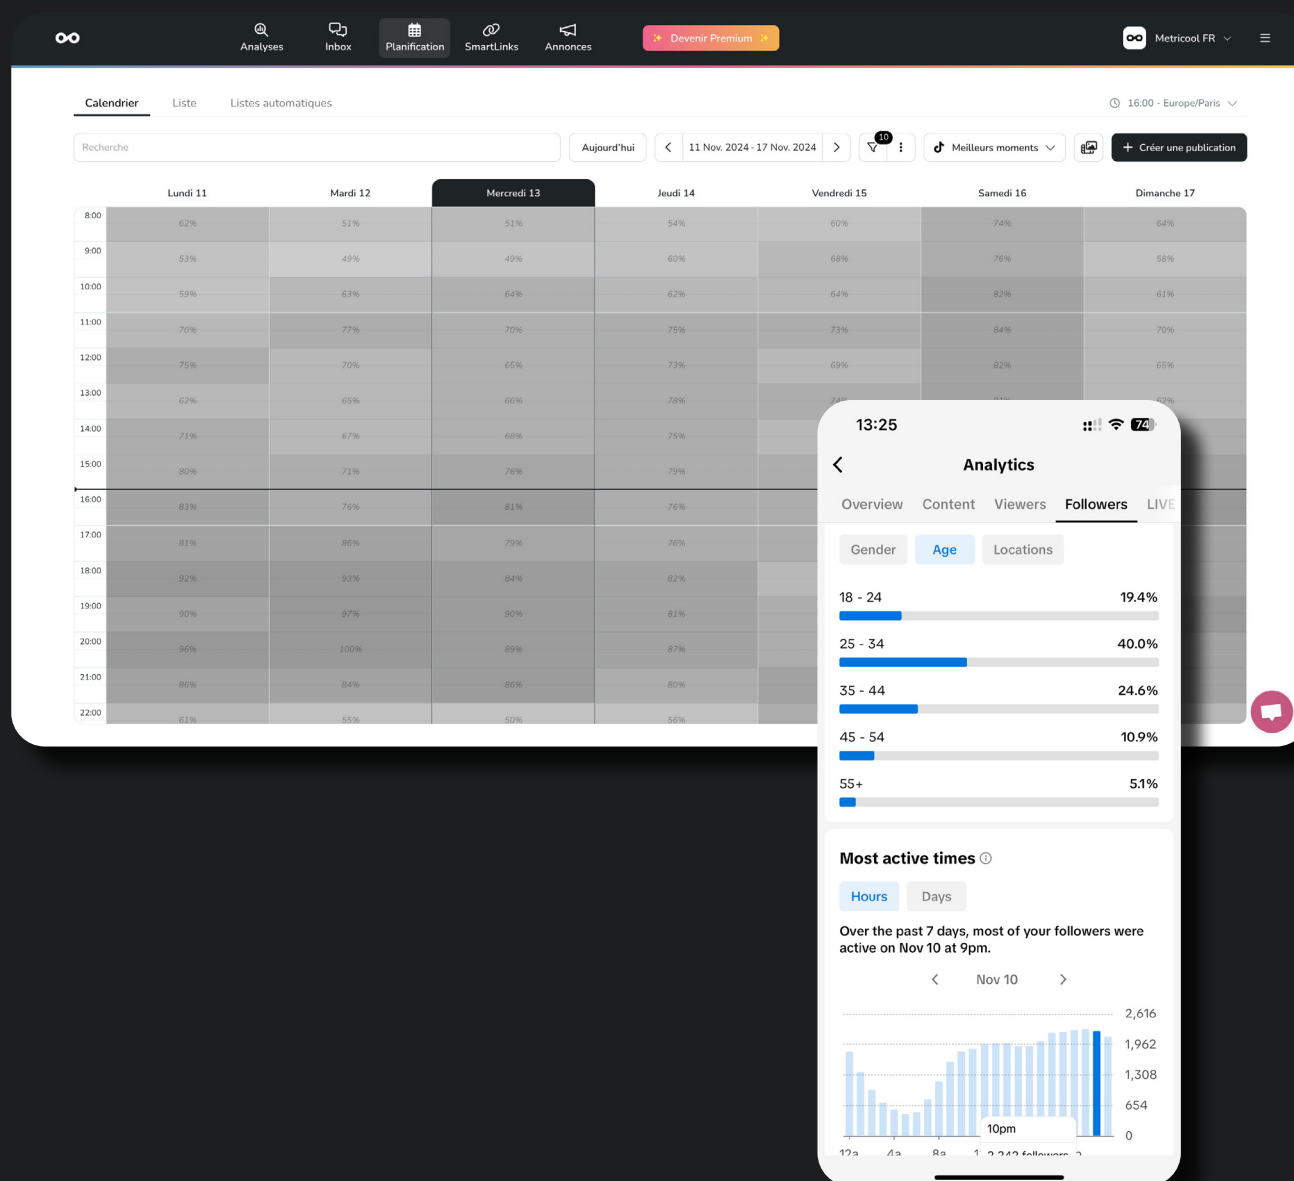 Analyses
Inbox
Planification
SmartLinks
Annonces
Devenir Premium
Metricool FR
Calendrier Liste Listes automatiques
16:00 - Europe/Paris
Recherche
Aujourd'hui
11 Nov. 2024 - 17 Nov. 2024
10
Meilleurs moments
+ Créer une publication
Lundi 11 Mardi 12 Mercredi 13 Jeudi 14 Vendredi 15 Samedi 16 Dimanche 17
8:00 62% 51% 51% 54% 60% 74% 64%
9:00 53% 49% 49% 60% 68% 76% 58%
10:00 59% 63% 64% 62% 64% 82% 61%
11:00 70% 77% 70% 75% 73% 84% 70%
12:00 75% 70% 65% 73% 69% 82% 65%
13:00 62% 65% 66% 78%
14:00 71% 67% 68% 75%
15:00 80% 71% 76% 79%
16:00 83% 76% 81% 76%
17:00 81% 86% 79% 76%
18:00 92% 93% 84% 82%
19:00 90% 97% 90% 81%
20:00 96% 100% 89% 87%
21:00 86% 84% 86% 80%
22:00 61% 55% 50% 56%
13:25
74
Analytics
Overview Content Viewers Followers LIVE
Gender Age Locations
18 - 24 19.4%
25 - 34 40.0%
35 - 44 24.6%
45 - 54 10.9%
55+ 5.1%
Most active times
Hours Days
Over the past 7 days, most of your followers were
active on Nov 10 at 9pm.
Nov 10
2,616
1,962
1,308
654
0
10pm
12a 4a 8a
2,242 followers